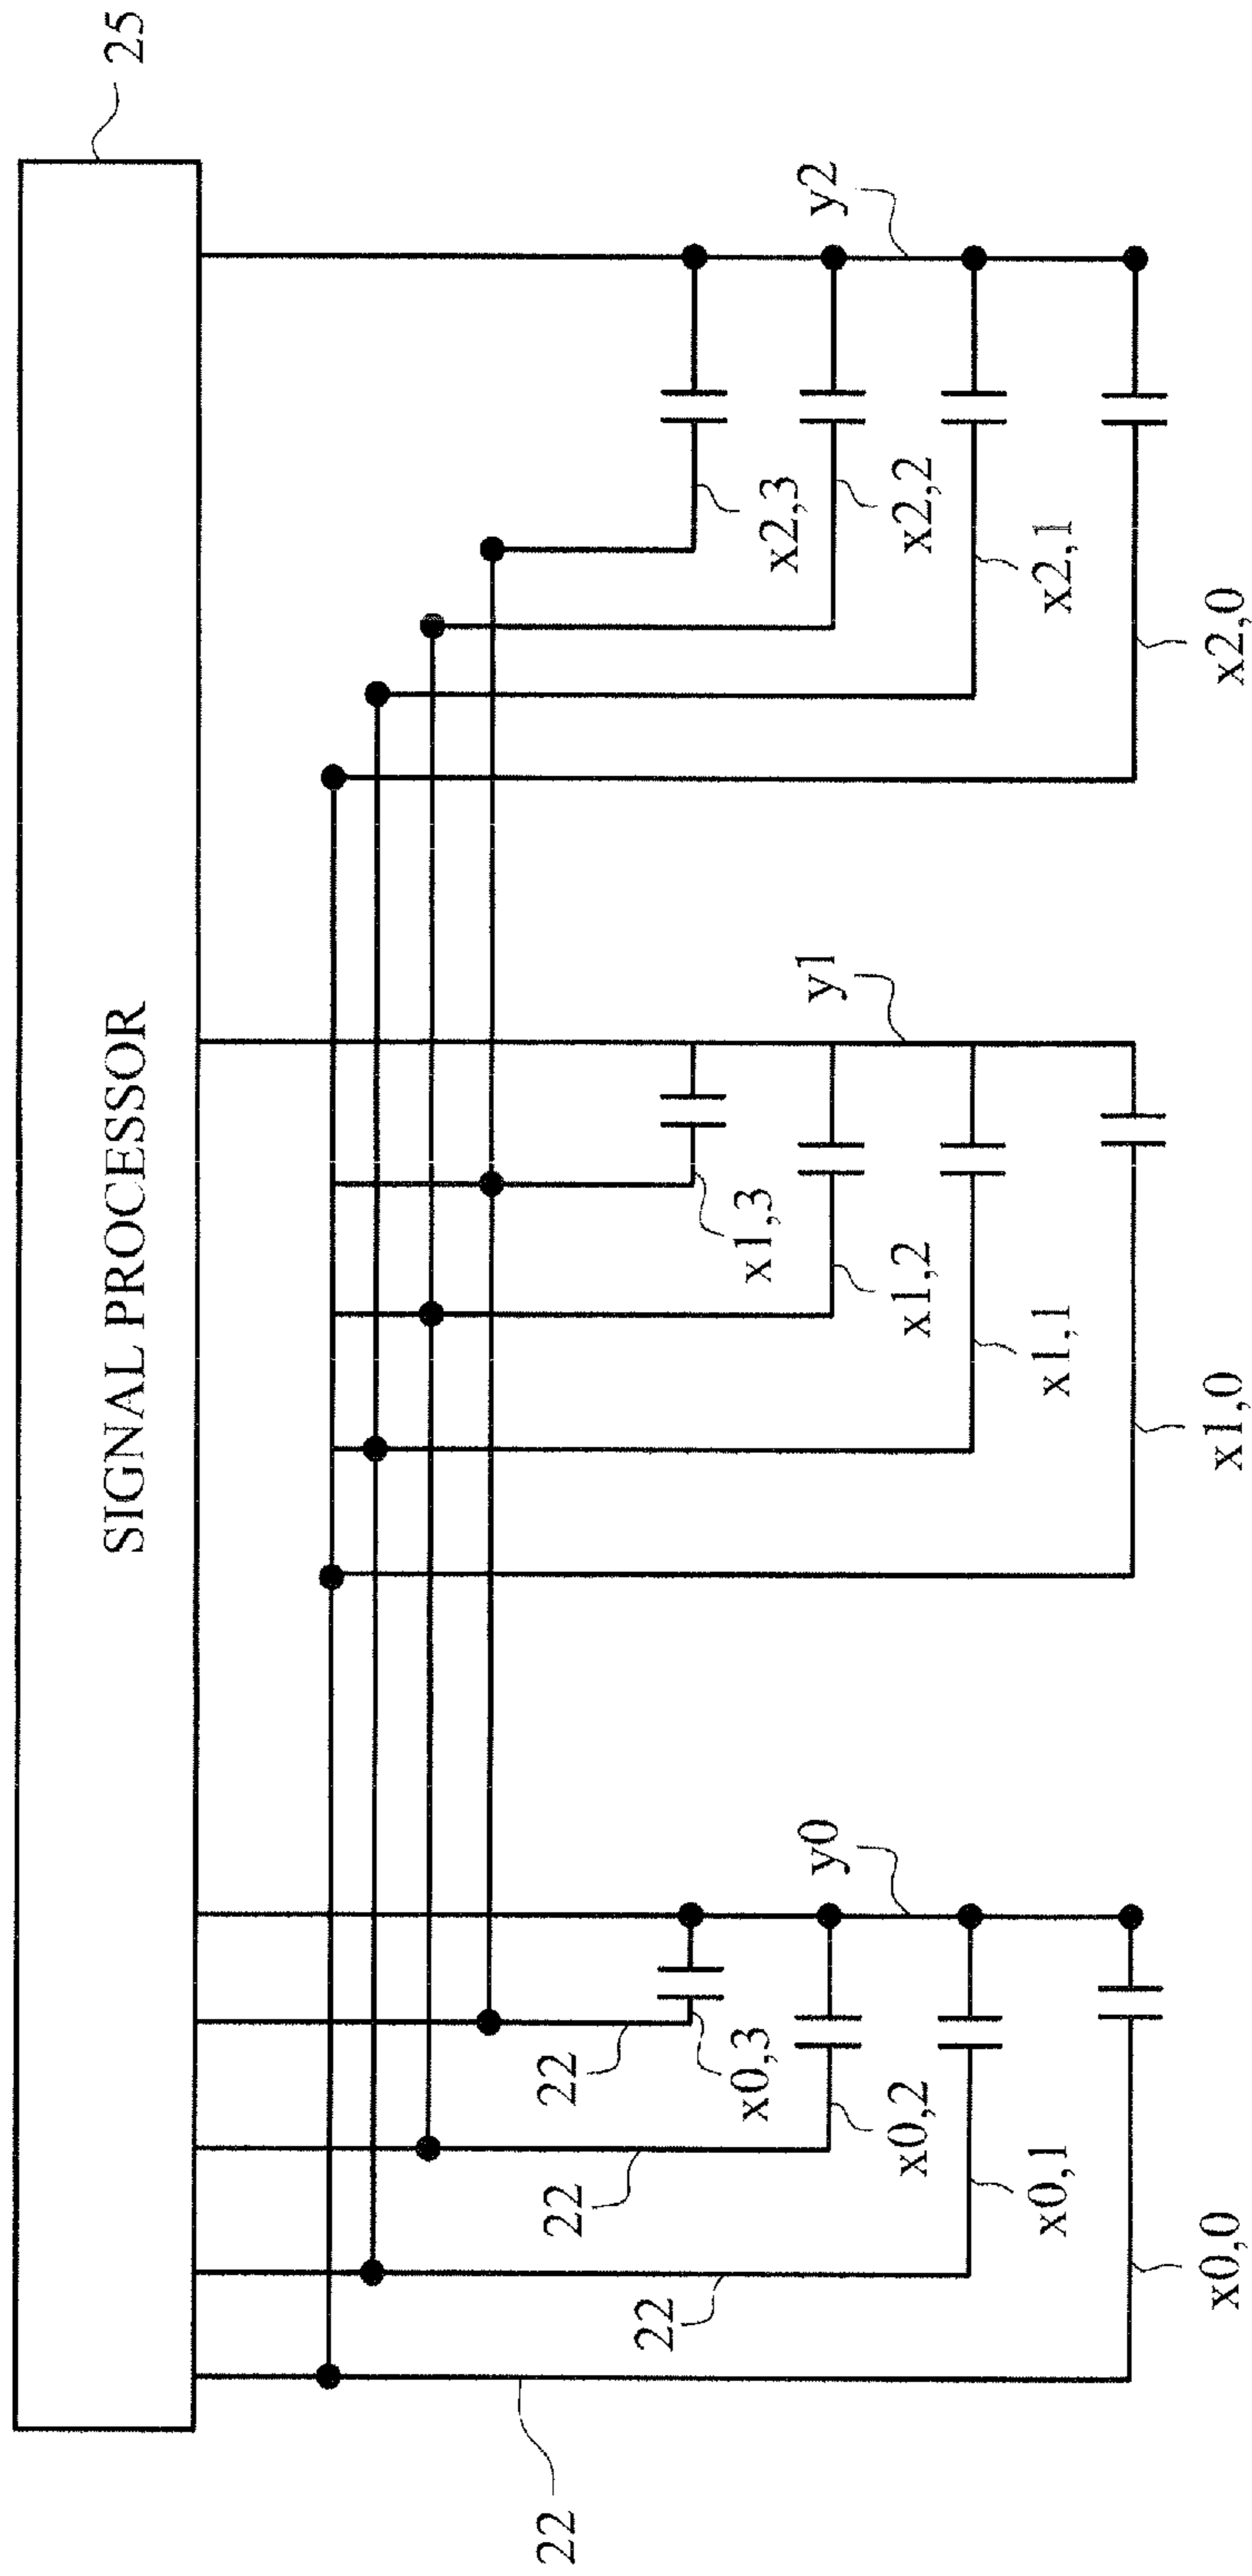 SIGNAL PROCESSOR
25
22
22
22
22
y0
y1
y2
x0,3
x0,2
x0,1
x0,0
x1,3
x1,2
x1,1
x1,0
x2,3
x2,2
x2,1
x2,0